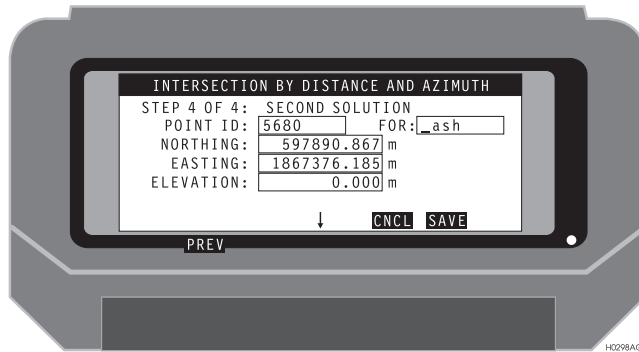 INTERSECTION BY DISTANCE AND AZIMUTH
STEP 4 OF 4: SECOND SOLUTION
POINT ID: 5680 FOR: _ash
NORTHING: 597890.867 m
EASTING: 1867376.185 m
ELEVATION: 0.000 m
↓ CNCL SAVE
PREV